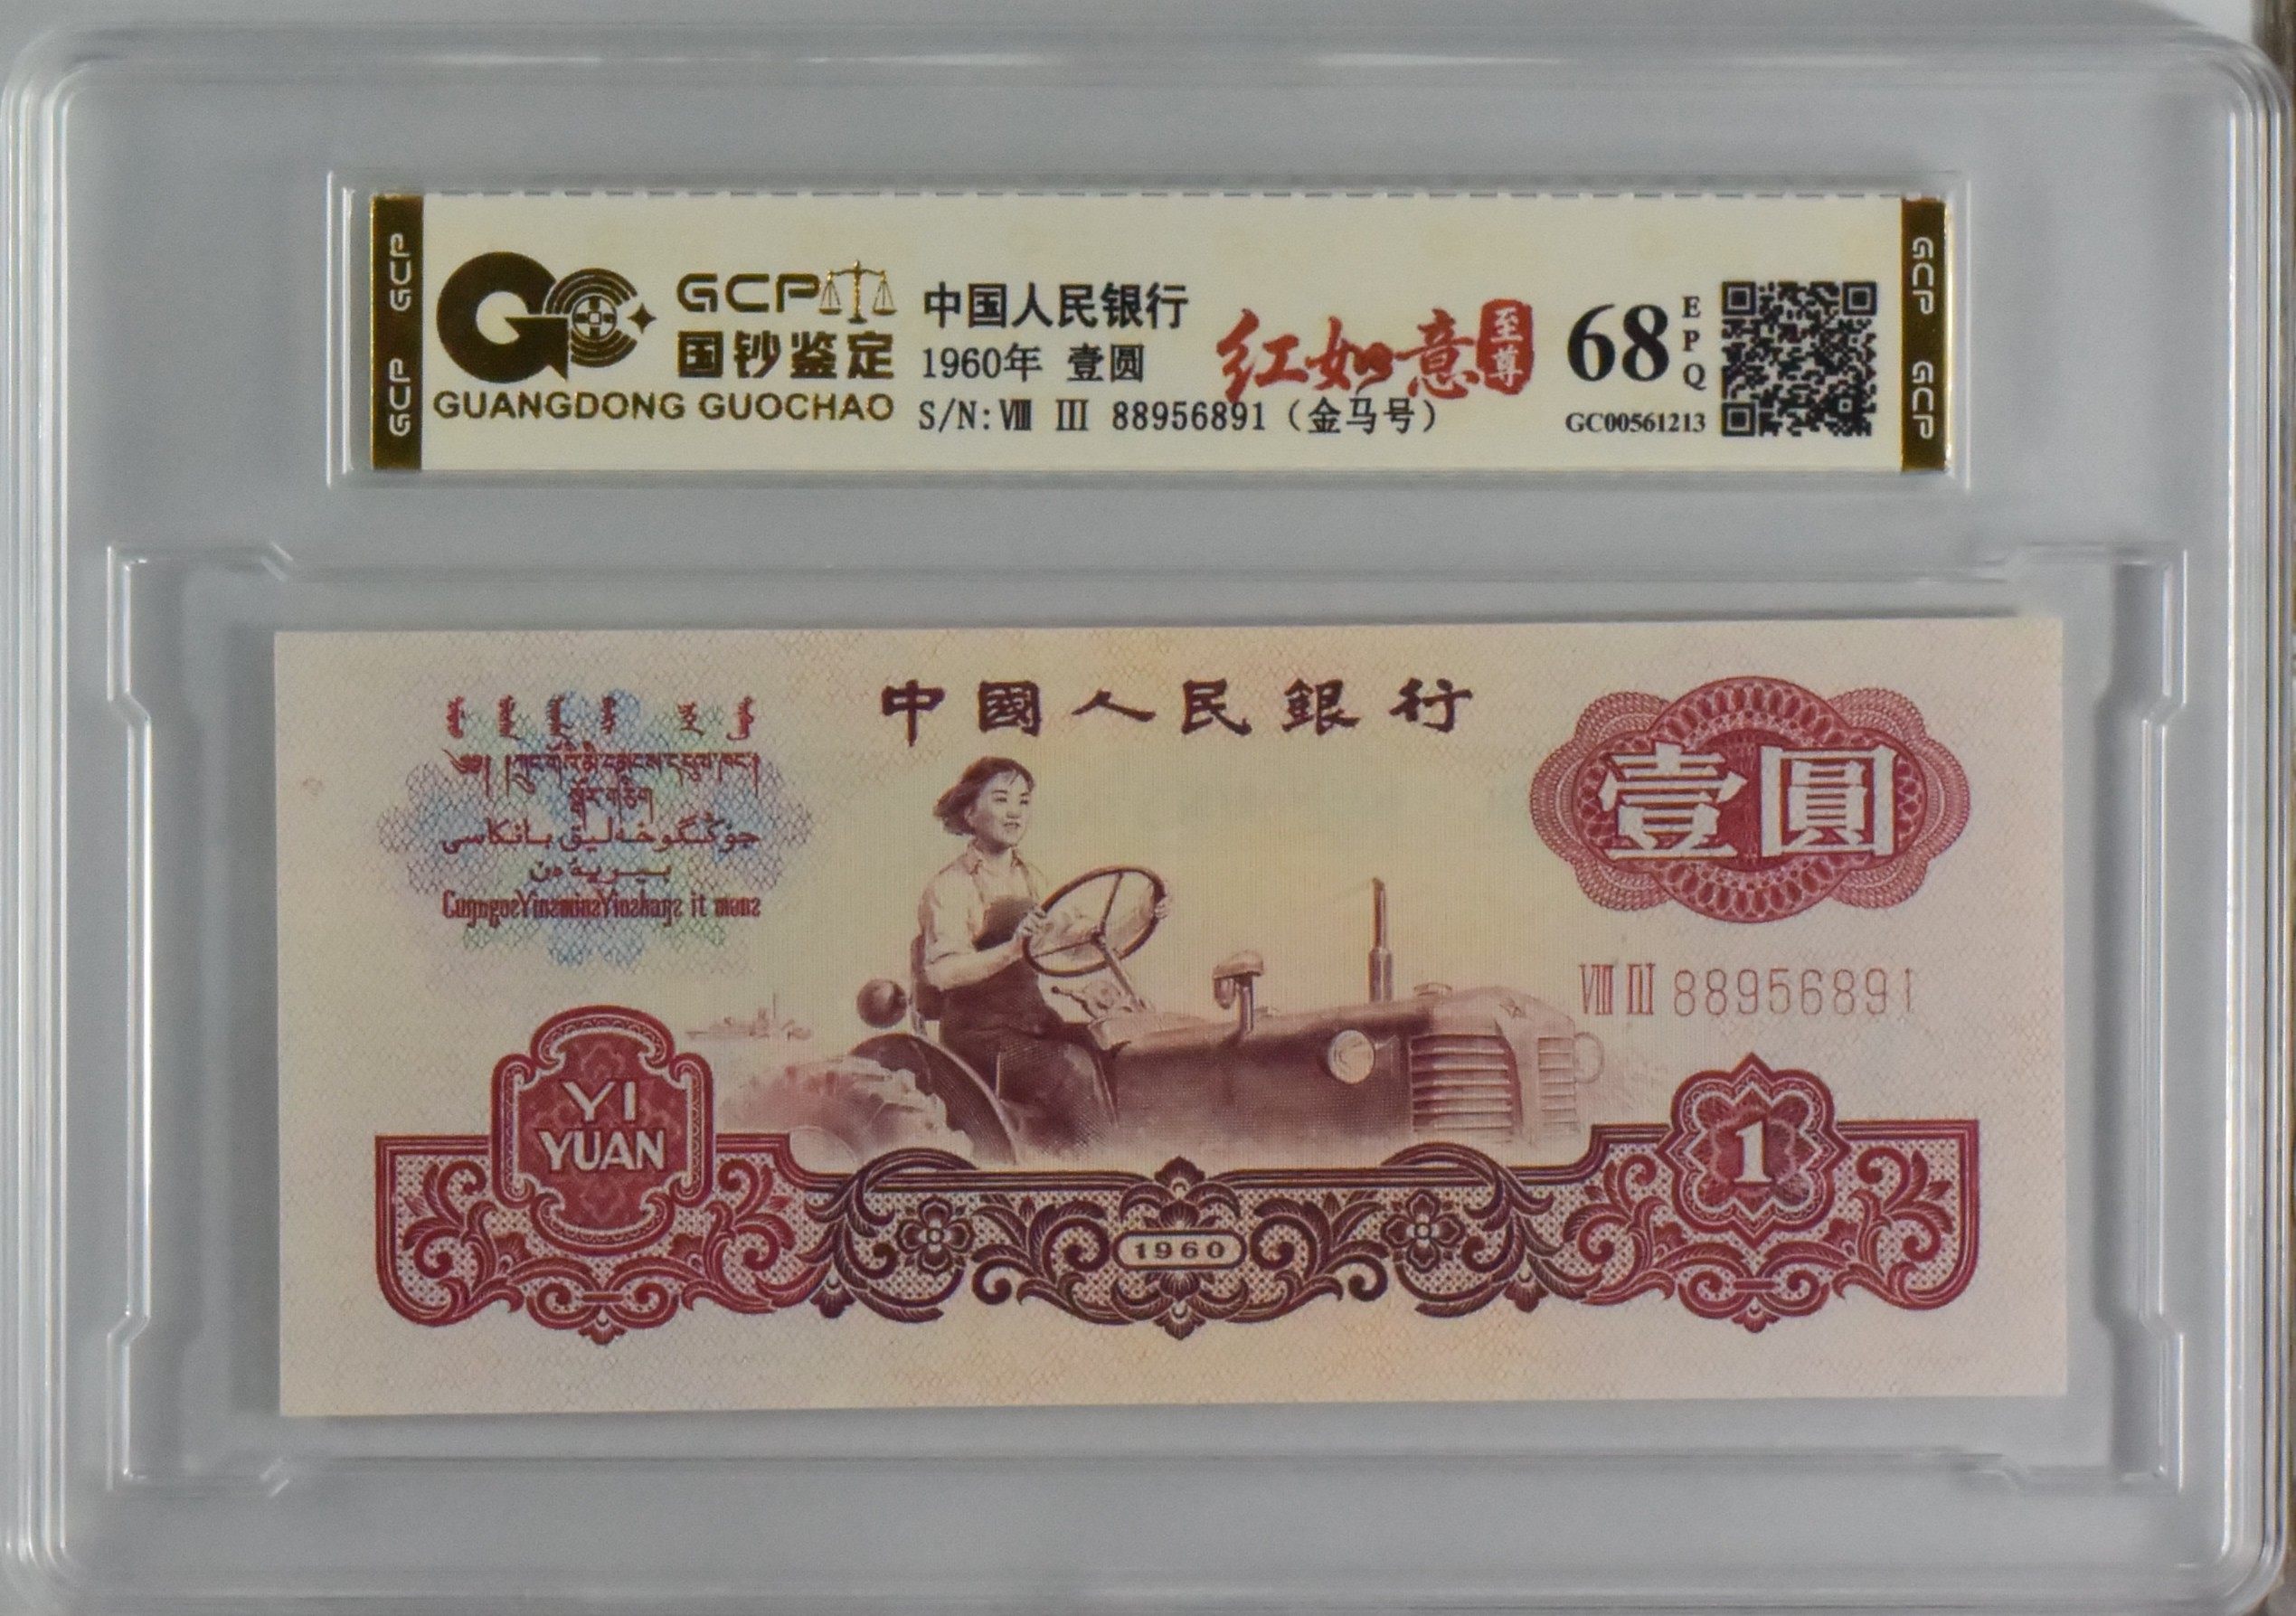 GCP GCP
GCP
国钞鉴定
GUANGDONG GUOCHAO
中国人民银行
1960年 壹圆
S/N:Ⅷ Ⅲ 88956891（金马号）
红如意
至尊
68
EPQ
GC00561213
GCP GCP
中國人民銀行
壹圓
Ⅷ Ⅲ 88956891
YI
YUAN
1960
1